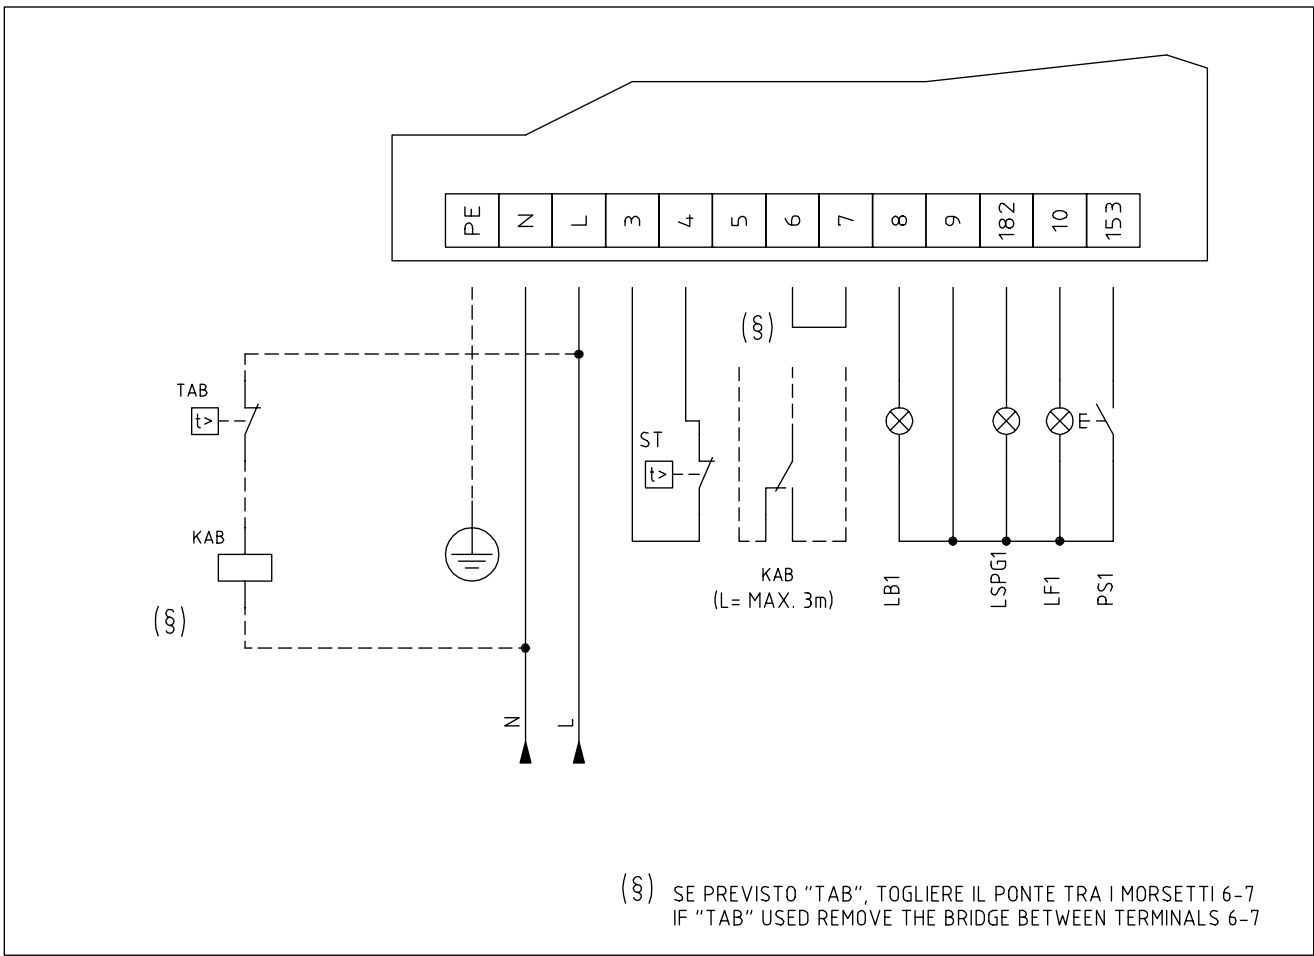 PE N L 3 4 5 6 7 8 9 182 10 153
(§)
TAB
t>
ST
t>
E
KAB
KAB
(L= MAX. 3m)
LB1
LSPG1
LF1
PS1
(§)
N
L
(§) SE PREVISTO "TAB", TOGLIERE IL PONTE TRA I MORSETTI 6-7
IF "TAB" USED REMOVE THE BRIDGE BETWEEN TERMINALS 6-7